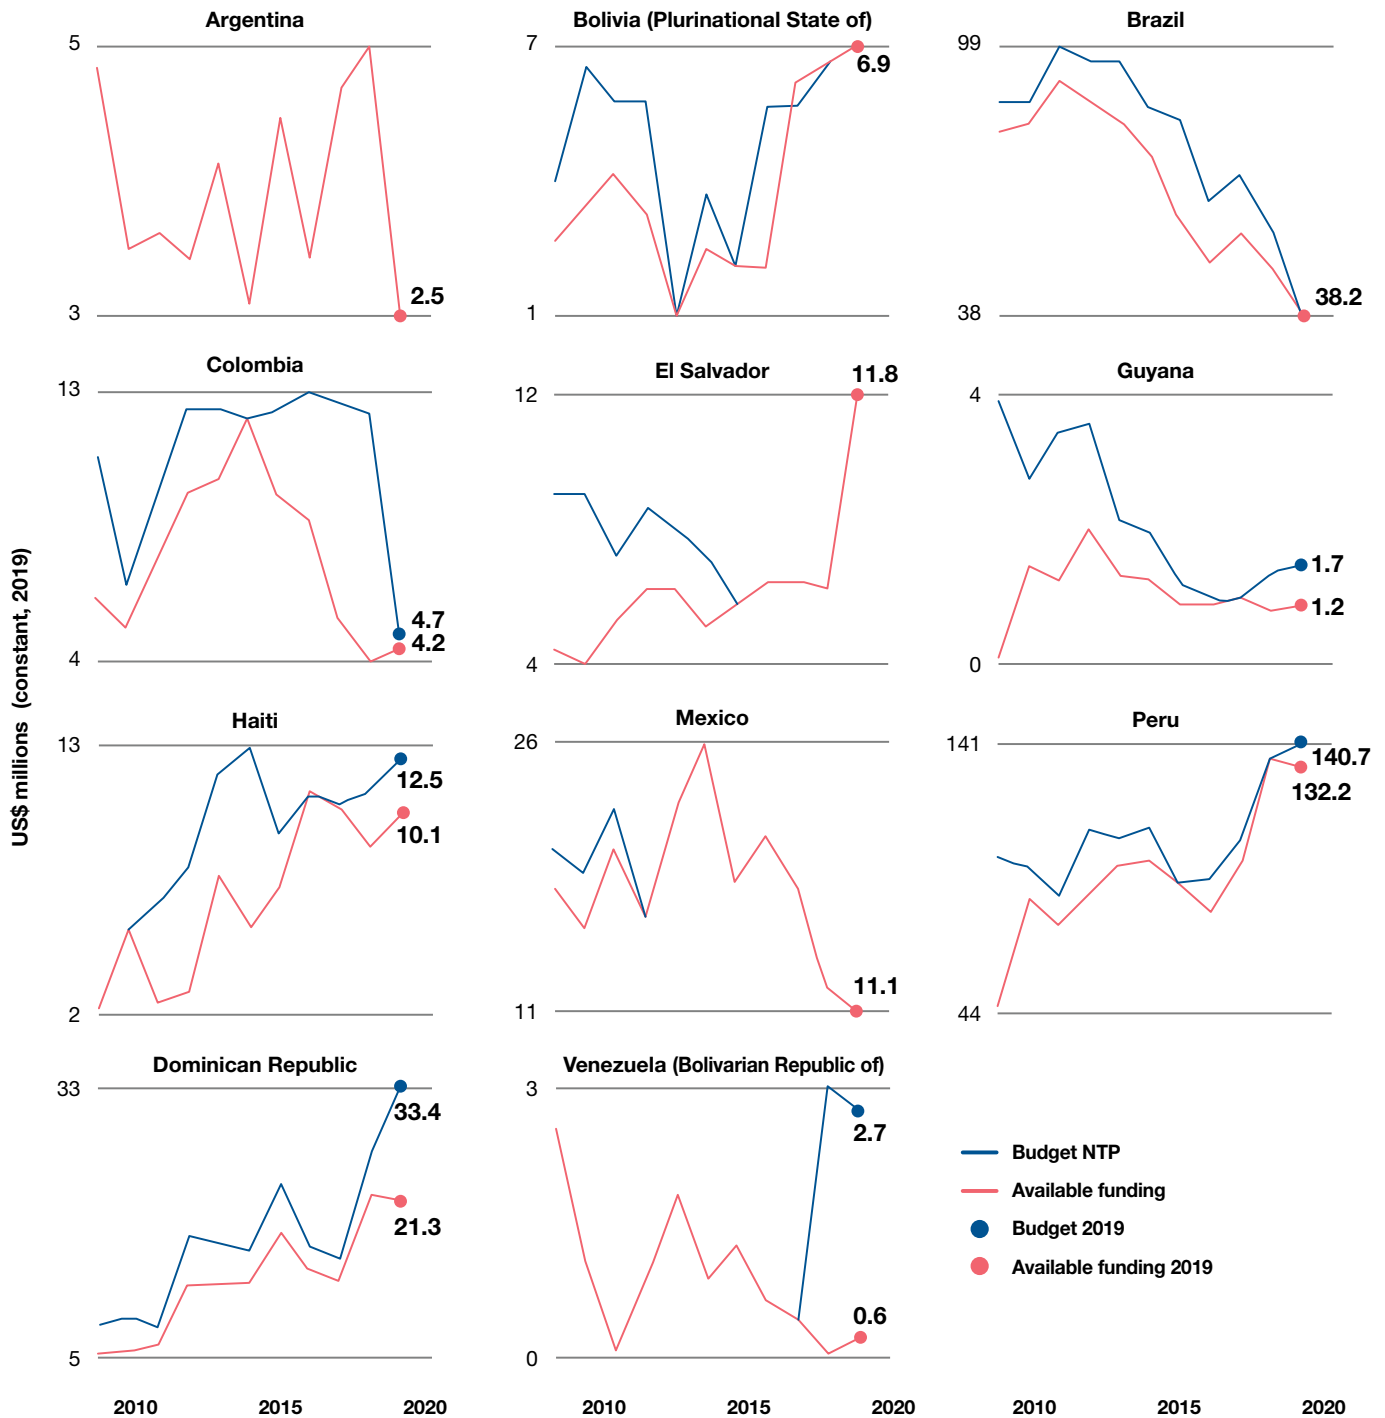 Argentina
Bolivia (Plurinational State of)
Brazil
5
7
99
6.9
2.5
38.2
3
1
38
Colombia
El Salvador
Guyana
13
12
4
11.8
1.7
4.7
1.2
4.2
4
4
0
US$ millions (constant, 2019)
Haiti
Mexico
Peru
13
26
141
140.7
12.5
132.2
10.1
11.1
2
11
44
Dominican Republic
Venezuela (Bolivarian Republic of)
33
3
33.4
2.7
21.3
0.6
5
0
Budget NTP
Available funding
Budget 2019
Available funding 2019
2010 2015 2020
2010 2015 2020
2010 2015 2020